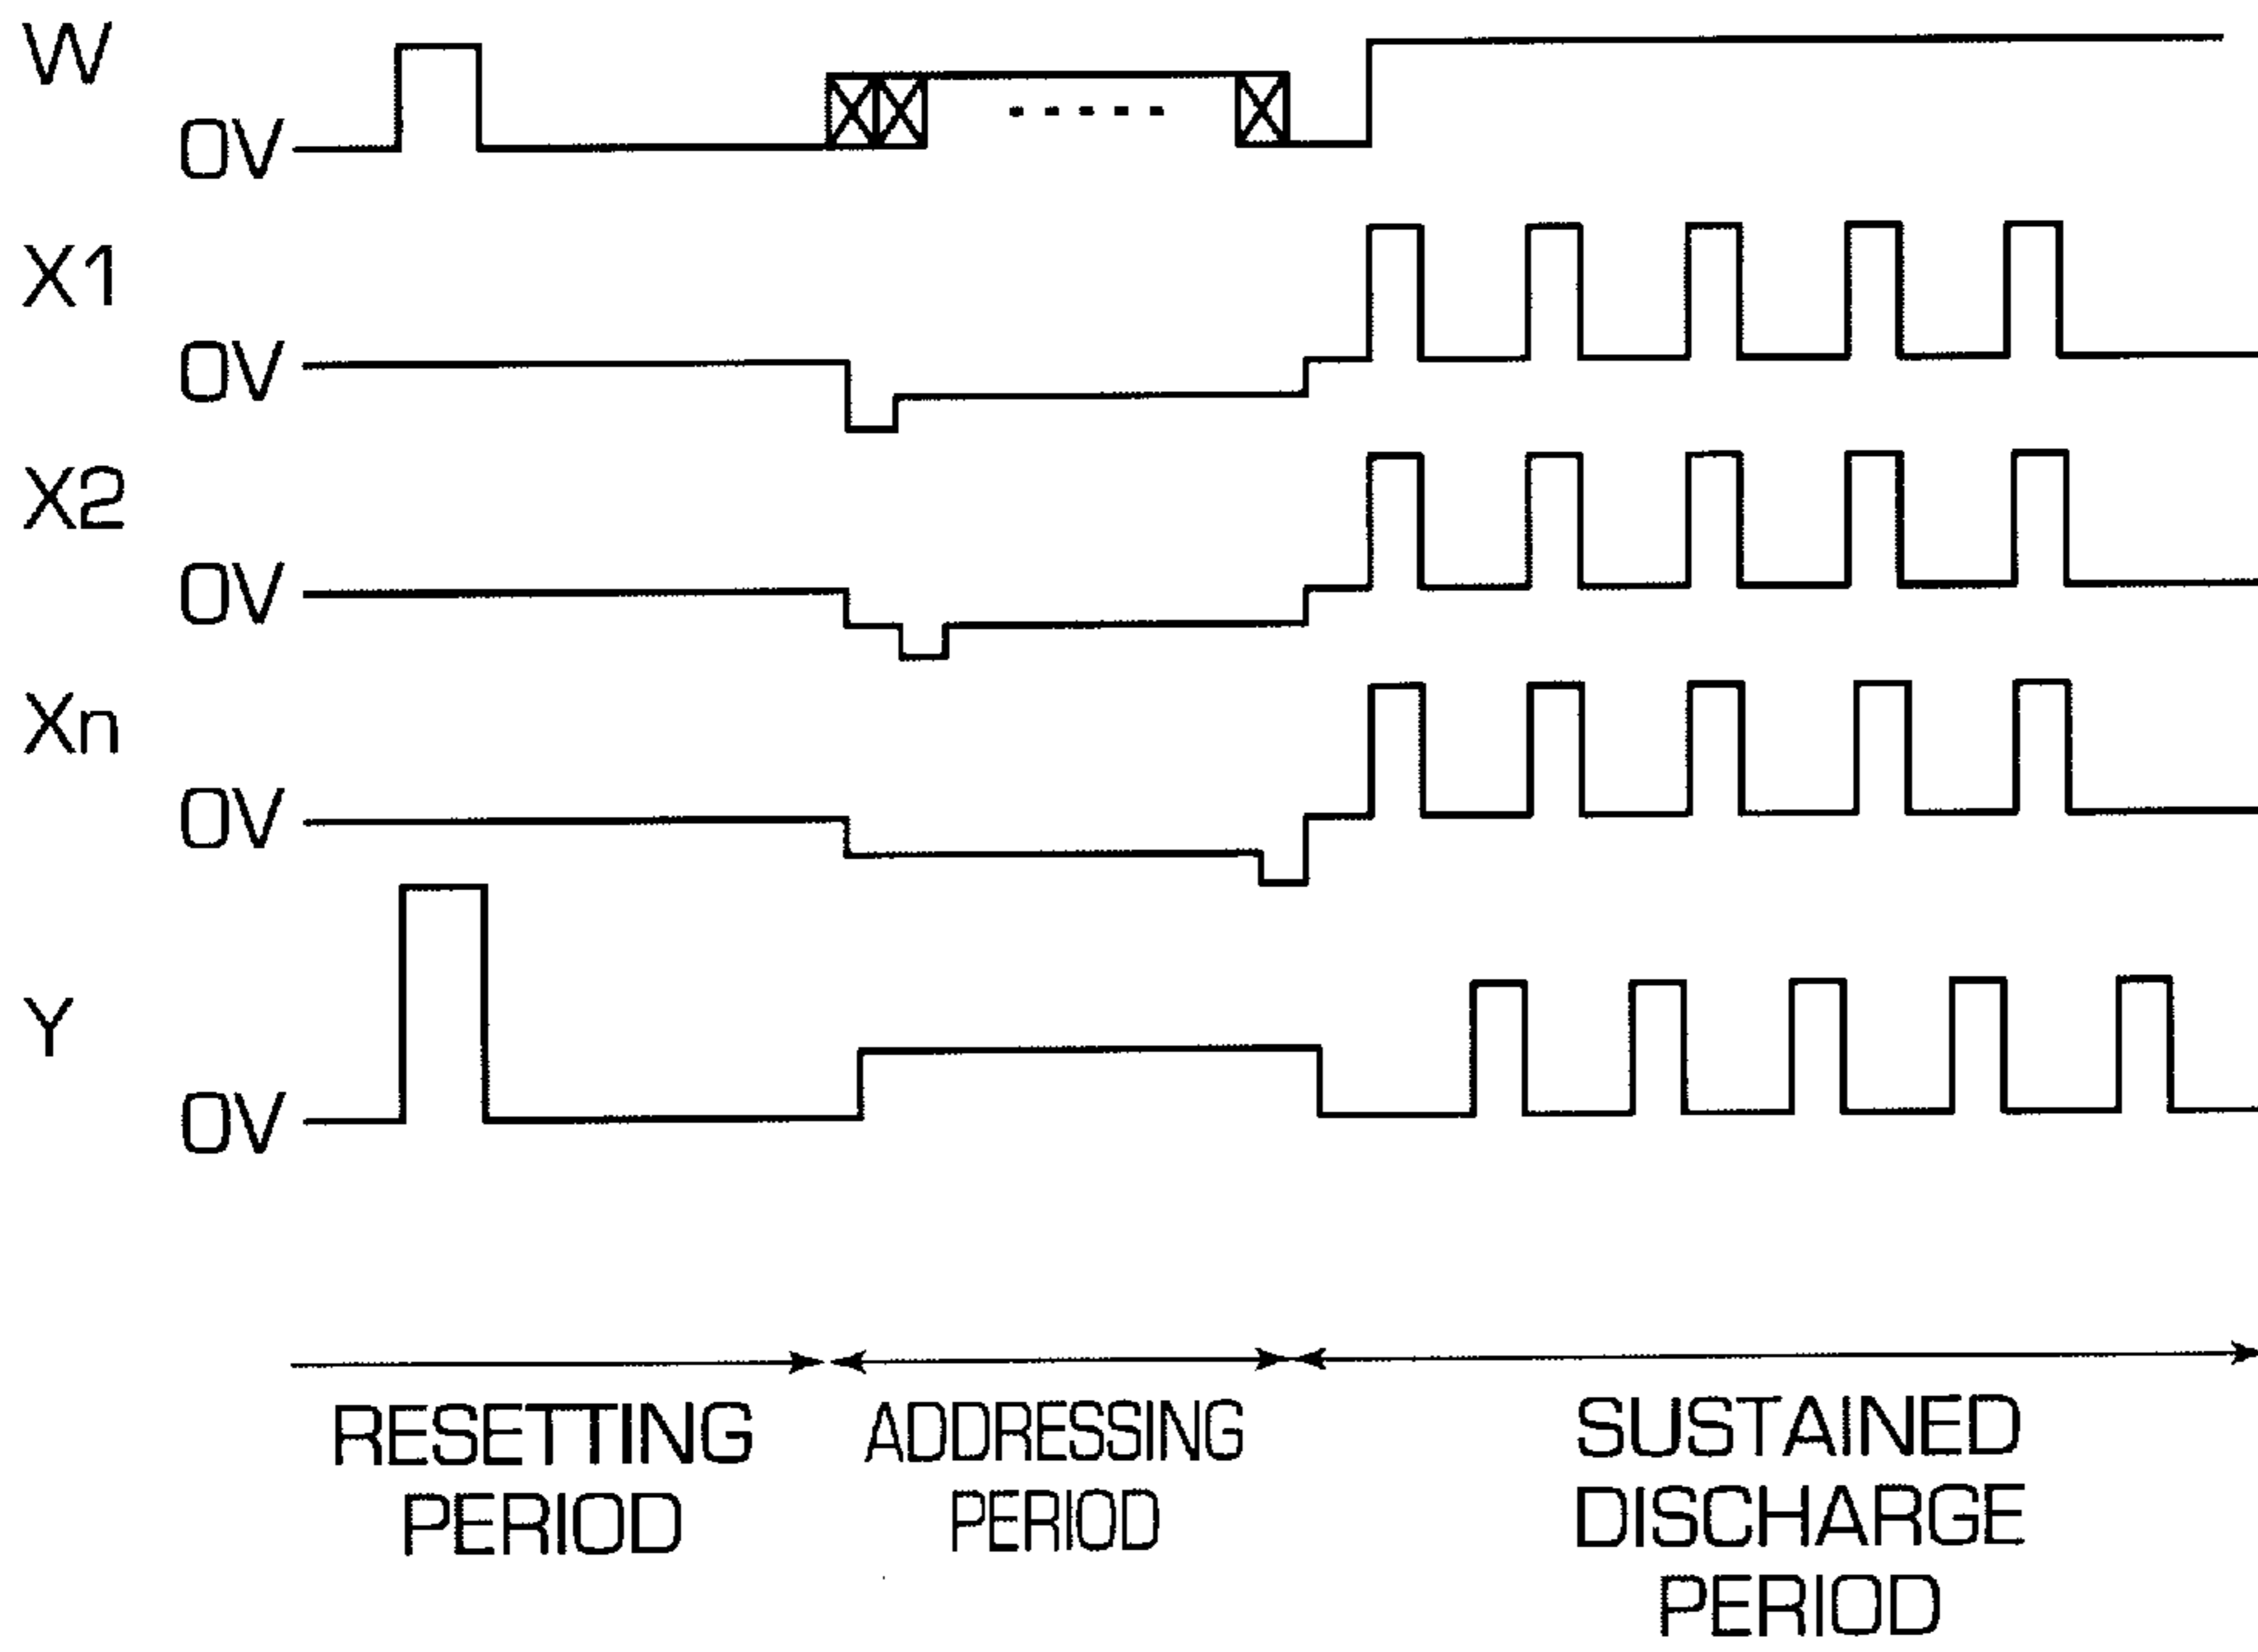 W
0V
X1
0V
X2
0V
Xn
0V
Y
0V
RESETTING
PERIOD
ADDRESSING
PERIOD
SUSTAINED
DISCHARGE
PERIOD